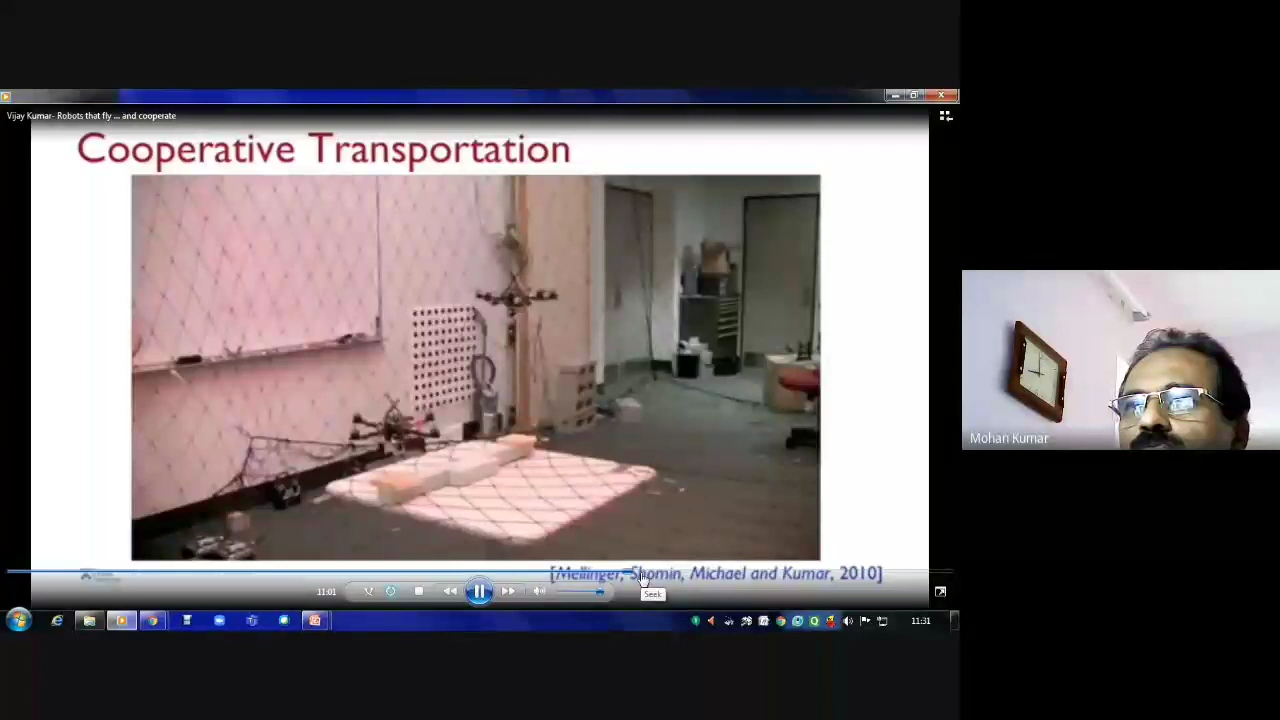 Vijay Kumar- Robots that fly ... and cooperate
Cooperative Transportation
[Mellinger, Shomin, Michael and Kumar, 2010]
11:01
Seek
11:31
Mohan Kumar